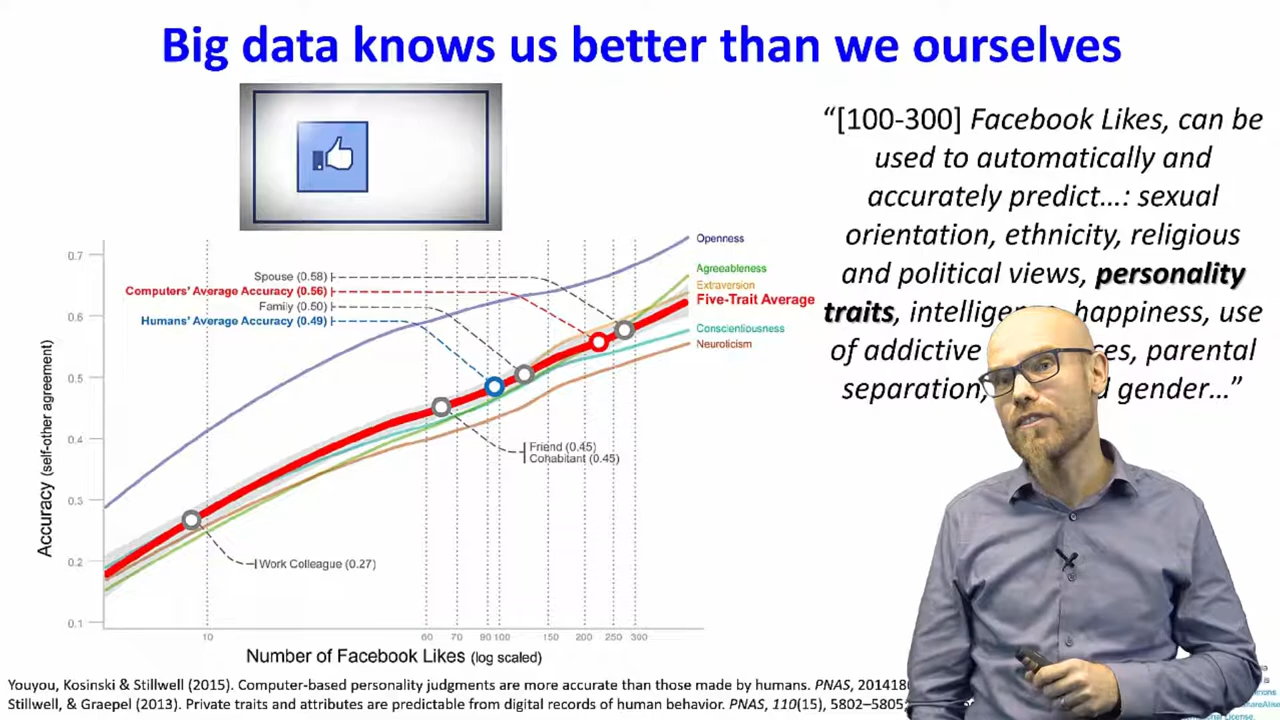 Big data knows us better than we ourselves
“[100-300] Facebook Likes, can be
used to automatically and
accurately predict…: sexual
orientation, ethnicity, religious
and political views, personality
traits, happiness, use
of addictive parental
separation, gender…”
0.7
0.6
0.5
0.4
0.3
0.2
0.1
Accuracy (self-other agreement)
Spouse (0.58)
Computers' Average Accuracy (0.56)
Family (0.50)
Humans' Average Accuracy (0.49)
Openness
Agreeableness
Extraversion
Five-Trait Average
Conscientiousness
Neuroticism
Friend (0.45)
Cohabitant (0.45)
Work Colleague (0.27)
10 60 70 90 100 150 200 250 300
Number of Facebook Likes (log scaled)
Youyou, Kosinski & Stillwell (2015). Computer-based personality judgments are more accurate than those made by humans. PNAS,
Stillwell, & Graepel (2013). Private traits and attributes are predictable from digital records of human behavior. PNAS, 110(15), 5802–5805
License.